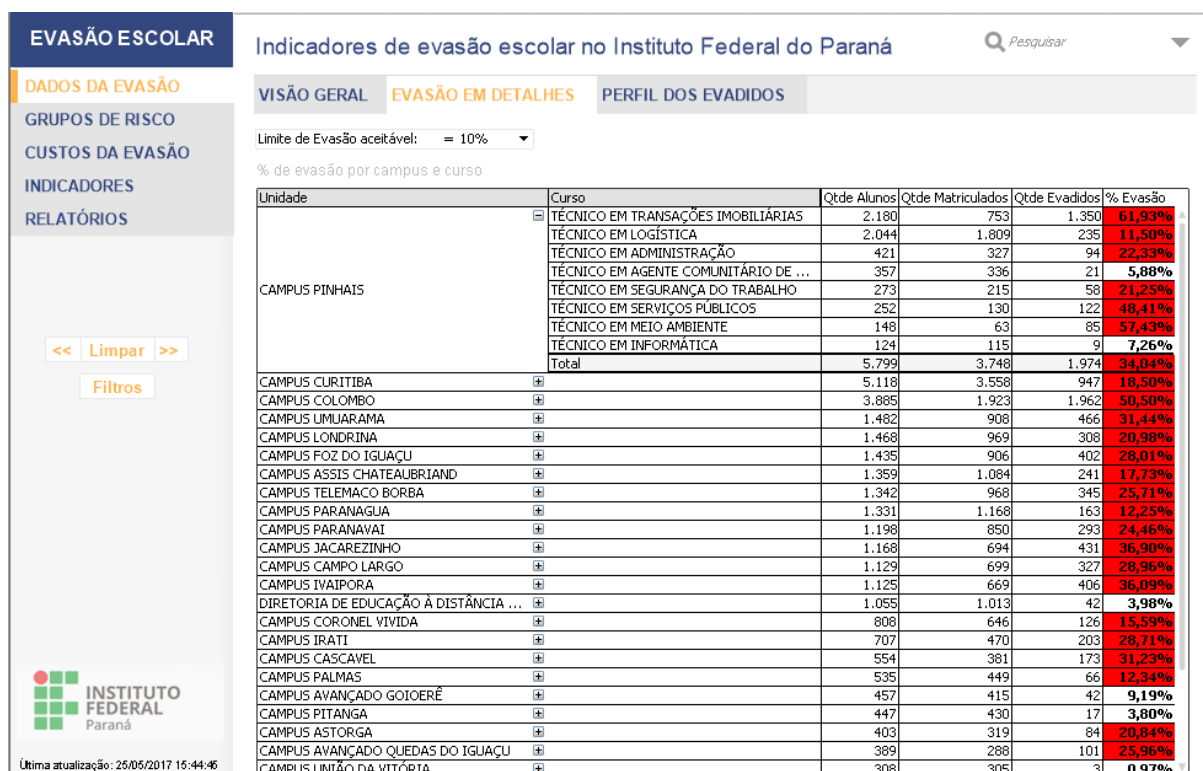 EVASÃO ESCOLAR
Indicadores de evasão escolar no Instituto Federal do Paraná
Pesquisar
DADOS DA EVASÃO
GRUPOS DE RISCO
CUSTOS DA EVASÃO
INDICADORES
RELATÓRIOS
<< Limpar >>
Filtros
INSTITUTO
FEDERAL
Paraná
Última atualização: 25/05/2017 15:44:45
VISÃO GERAL EVASÃO EM DETALHES PERFIL DOS EVADIDOS
Limite de Evasão aceitável: = 10%
% de evasão por campus e curso
Unidade Curso Qtde Alunos Qtde Matriculados Qtde Evadidos % Evasão
CAMPUS PINHAIS
TÉCNICO EM TRANSAÇÕES IMOBILIÁRIAS 2.180 753 1.350 61,93%
TÉCNICO EM LOGÍSTICA 2.044 1.809 235 11,50%
TÉCNICO EM ADMINISTRAÇÃO 421 327 94 22,33%
TÉCNICO EM AGENTE COMUNITÁRIO DE ... 357 336 21 5,88%
TÉCNICO EM SEGURANÇA DO TRABALHO 273 215 58 21,25%
TÉCNICO EM SERVIÇOS PÚBLICOS 252 130 122 48,41%
TÉCNICO EM MEIO AMBIENTE 148 63 85 57,43%
TÉCNICO EM INFORMÁTICA 124 115 9 7,26%
Total 5.799 3.748 1.974 34,04%
CAMPUS CURITIBA 5.118 3.558 947 18,50%
CAMPUS COLOMBO 3.885 1.923 1.962 50,50%
CAMPUS UMUARAMA 1.482 908 466 31,44%
CAMPUS LONDRINA 1.468 969 308 20,98%
CAMPUS FOZ DO IGUAÇU 1.435 906 402 28,01%
CAMPUS ASSIS CHATEAUBRIAND 1.359 1.084 241 17,73%
CAMPUS TELEMACO BORBA 1.342 968 345 25,71%
CAMPUS PARANAGUA 1.331 1.168 163 12,25%
CAMPUS PARANAVAI 1.198 850 293 24,46%
CAMPUS JACAREZINHO 1.168 694 431 36,90%
CAMPUS CAMPO LARGO 1.129 699 327 28,96%
CAMPUS IVAIPORA 1.125 669 406 36,09%
DIRETORIA DE EDUCAÇÃO À DISTÂNCIA ... 1.055 1.013 42 3,98%
CAMPUS CORONEL VIVIDA 808 646 126 15,59%
CAMPUS IRATI 707 470 203 28,71%
CAMPUS CASCAVEL 554 381 173 31,23%
CAMPUS PALMAS 535 449 66 12,34%
CAMPUS AVANÇADO GOIOERÊ 457 415 42 9,19%
CAMPUS PITANGA 447 430 17 3,80%
CAMPUS ASTORGA 403 319 84 20,84%
CAMPUS AVANÇADO QUEDAS DO IGUAÇU 389 288 101 25,96%
CAMPUS UNIÃO DA VITÓRIA 308 305 3 0,97%